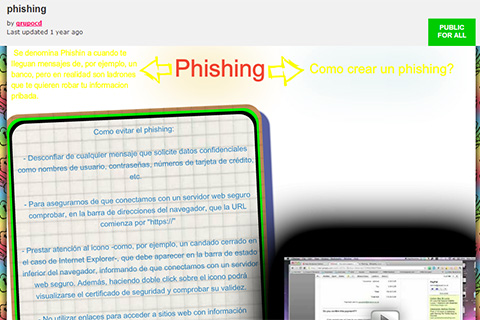 phishing
by grupocd
Last updated 1 year ago
PUBLIC
FOR ALL
Se denomina Phishin a cuando te
lleguan mensajes de, por ejemplo, un
banco, pero en realidad son ladrones
que te quieren robar tu informacion
privada.
Phishing
Como crear un phishing?
Como evitar el phishing:
- Desconfiar de cualquier mensaje que solicite datos confidenciales
como nombres de usuario, contraseñas, números de tarjeta de crédito,
etc.
- Para asegurarnos de que conectamos con un servidor web seguro
comprobar, en la barra de direcciones del navegador, que la URL
comienza por "https://"
- Prestar atención al icono -como, por ejemplo, un candado cerrado en
el caso de Internet Explorer-, que debe aparecer en la barra de estado
inferior del navegador, informando de que conectamos con un servidor
web seguro. Además, haciendo doble click sobre el icono podrá
visualizarse el certificado de seguridad y comprobar su validez.
- No utilizar enlaces para acceder a sitios web con información